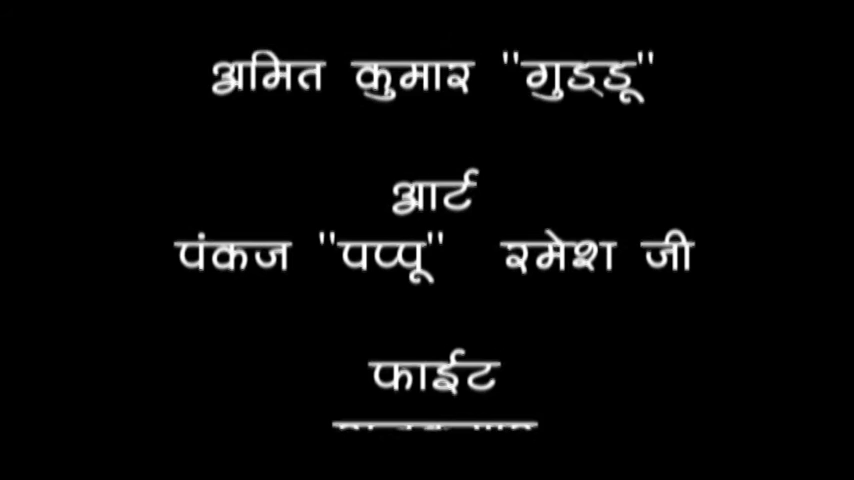 अमित कुमार "गुड्डू"
आर्ट
पंकज "पप्पू" रमेश जी
फाईट